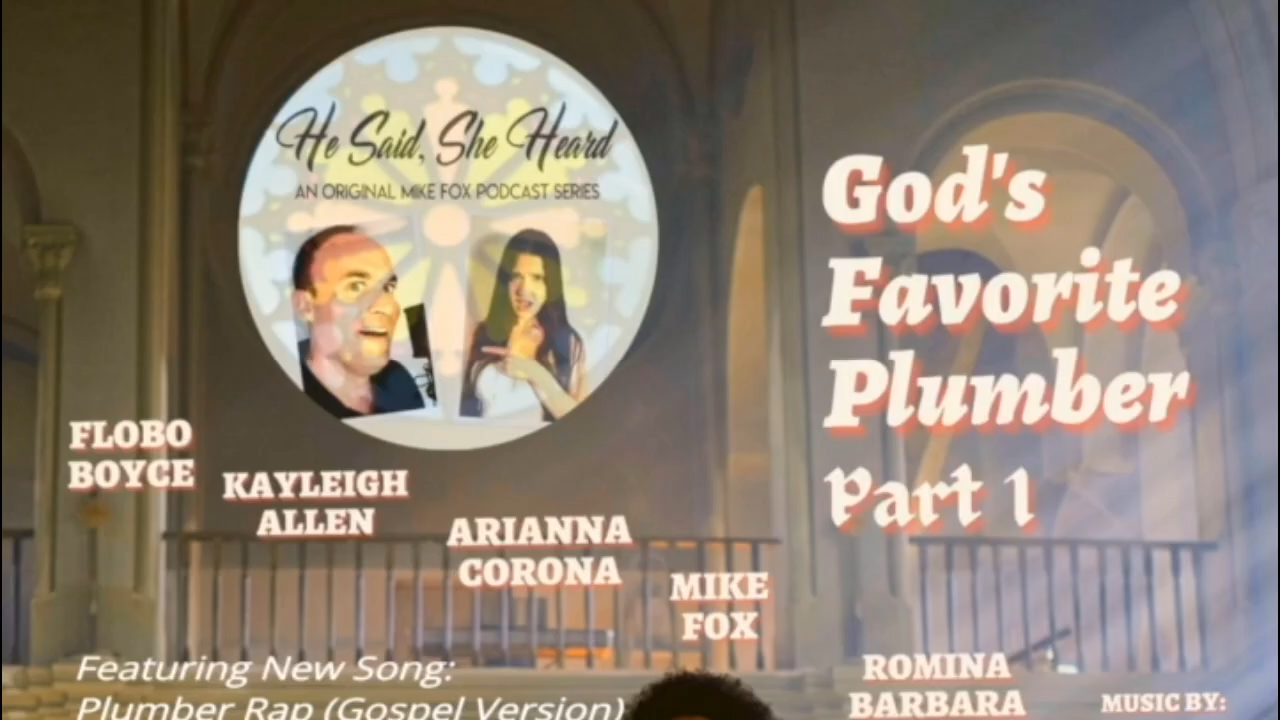 He Said, She Heard
AN ORIGINAL MIKE FOX PODCAST SERIES
God's
Favorite
Plumber
Part 1
FLOBO
BOYCE
KAYLEIGH
ALLEN
ARIANNA
CORONA
MIKE
FOX
ROMINA
BARBARA
MUSIC BY:
Featuring New Song:
Plumber Rap (Gospel Version)